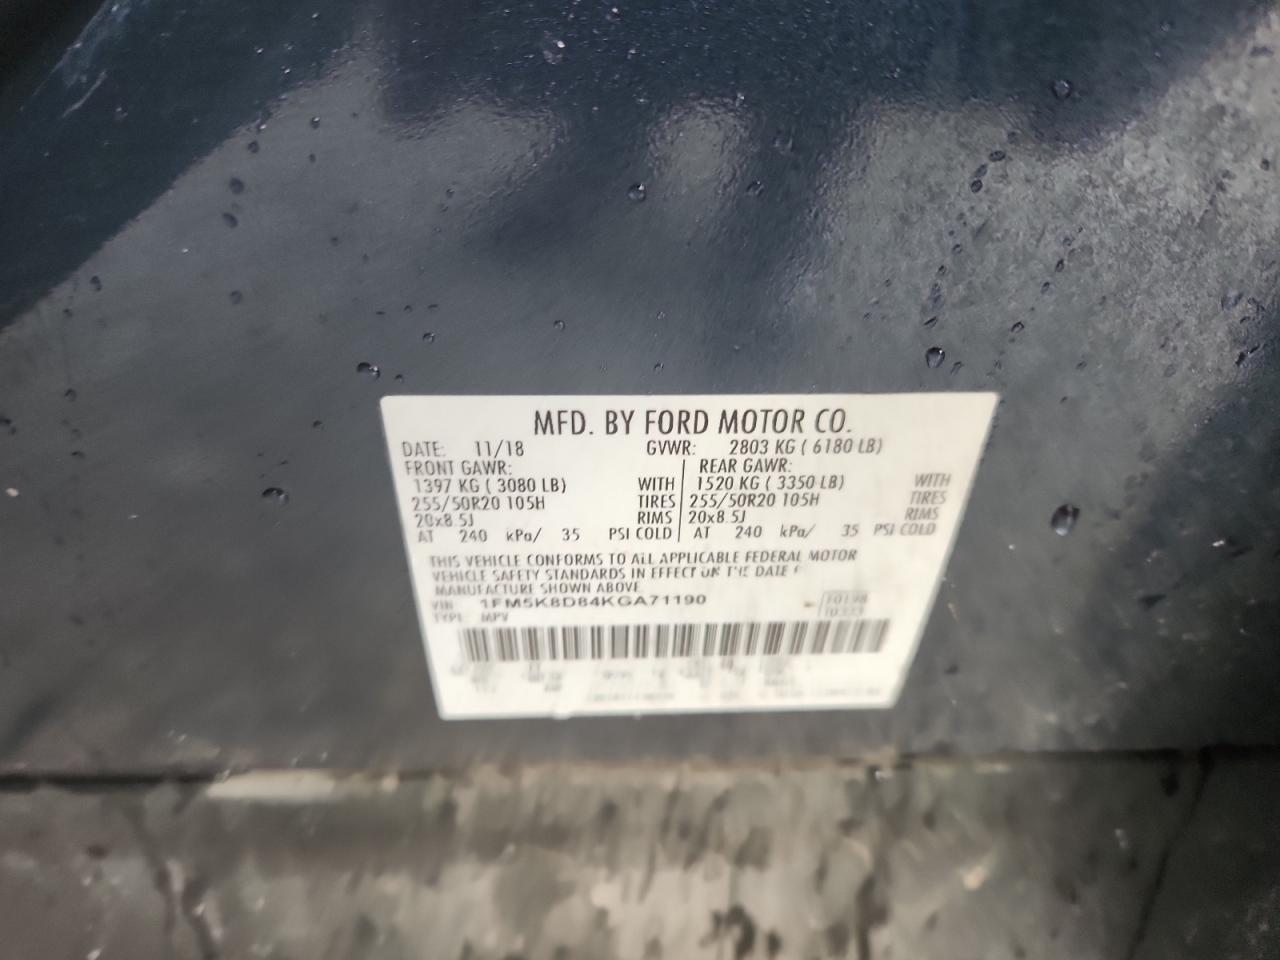 MFD. BY FORD MOTOR CO.
DATE: 11/18 GVWR: 2803 KG ( 6180 LB)
FRONT GAWR: REAR GAWR:
1397 KG ( 3080 LB) WITH 1520 KG ( 3350 LB) WITH
255/50R20 105H TIRES 255/50R20 105H TIRES
20x8.5J RIMS 20x8.5J RIMS
AT 240 kPa/ 35 PSI COLD AT 240 kPa/ 35 PSI COLD
THIS VEHICLE CONFORMS TO ALL APPLICABLE FEDERAL MOTOR
VEHICLE SAFETY STANDARDS IN EFFECT ON THE DATE
MANUFACTURE SHOWN ABOVE
VIN 1FM5K8D84KGA71190
TYPE: MPV